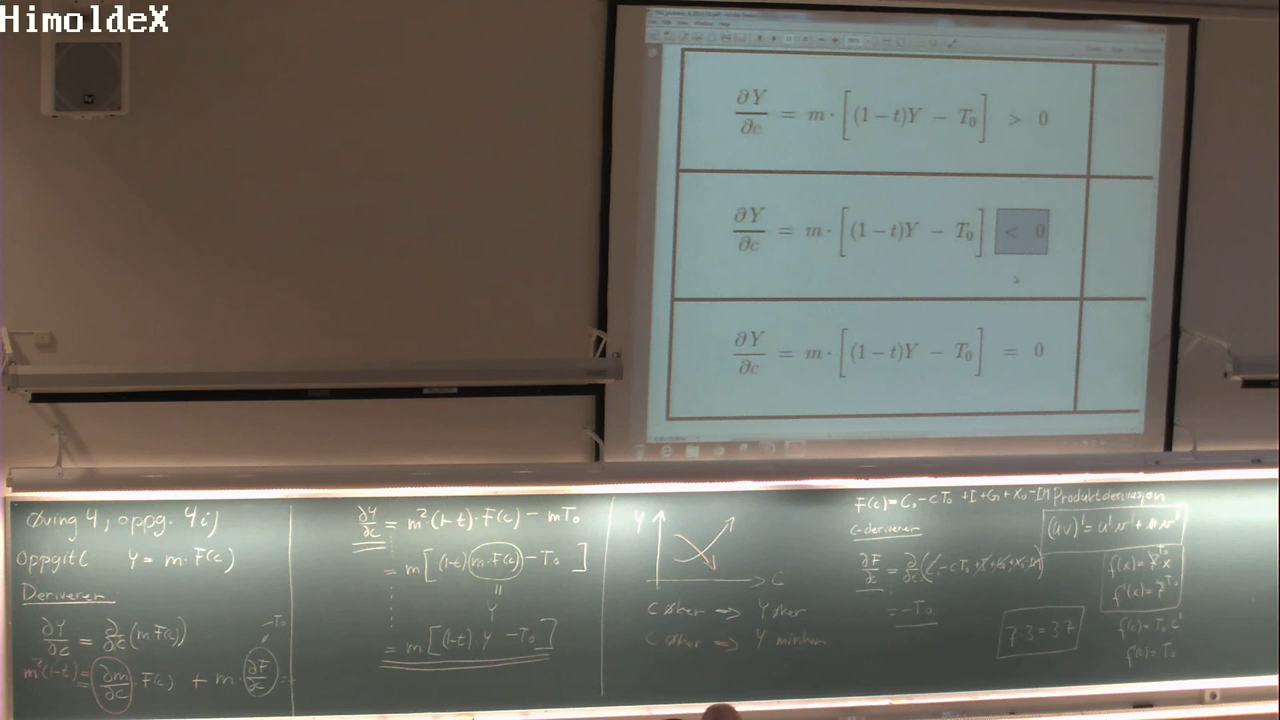 HimoldeX
∂Y/∂c = m · [(1 − t)Y − T₀] > 0
∂Y/∂c = m · [(1 − t)Y − T₀] < 0
∂Y/∂c = m · [(1 − t)Y − T₀] = 0
Øving 4, oppg. 4i)
Oppgitt Y = m · F(c)
Deriverer
∂Y/∂c = ∂/∂c (m F(c))
m²(1-t) = ∂m/∂c · F(c) + m · ∂F/∂c =
-T₀
∂Y/∂c = m²(1-t) · F(c) − mT₀
= m[(1-t) m·F(c) − T₀]
=
Y
= m[(1-t) Y − T₀]
Y
C
C øker ⇒ Y øker
C øker ⇒ Y minker
F(c) = C₀ - cT₀ + I + G + X₀ - IM
C-deriverer
= -T₀
Produktderivasjon
(uv)' = u'v + uv'
7·3 = 37
f'(c) = T₀